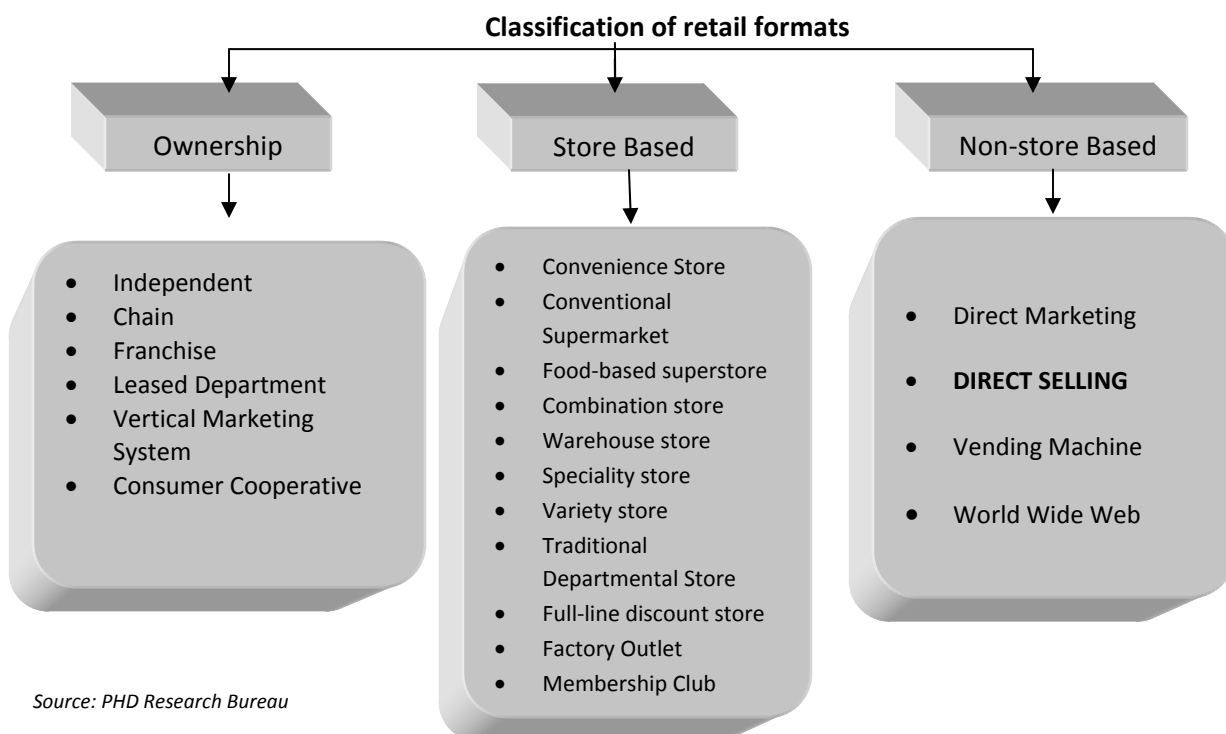 Classification of retail formats
Ownership
Store Based
Non-store Based
• Independent
• Chain
• Franchise
• Leased Department
• Vertical Marketing
System
• Consumer Cooperative
• Convenience Store
• Conventional
Supermarket
• Food-based superstore
• Combination store
• Warehouse store
• Speciality store
• Variety store
• Traditional
Departmental Store
• Full-line discount store
• Factory Outlet
• Membership Club
• Direct Marketing
• DIRECT SELLING
• Vending Machine
• World Wide Web
Source: PHD Research Bureau